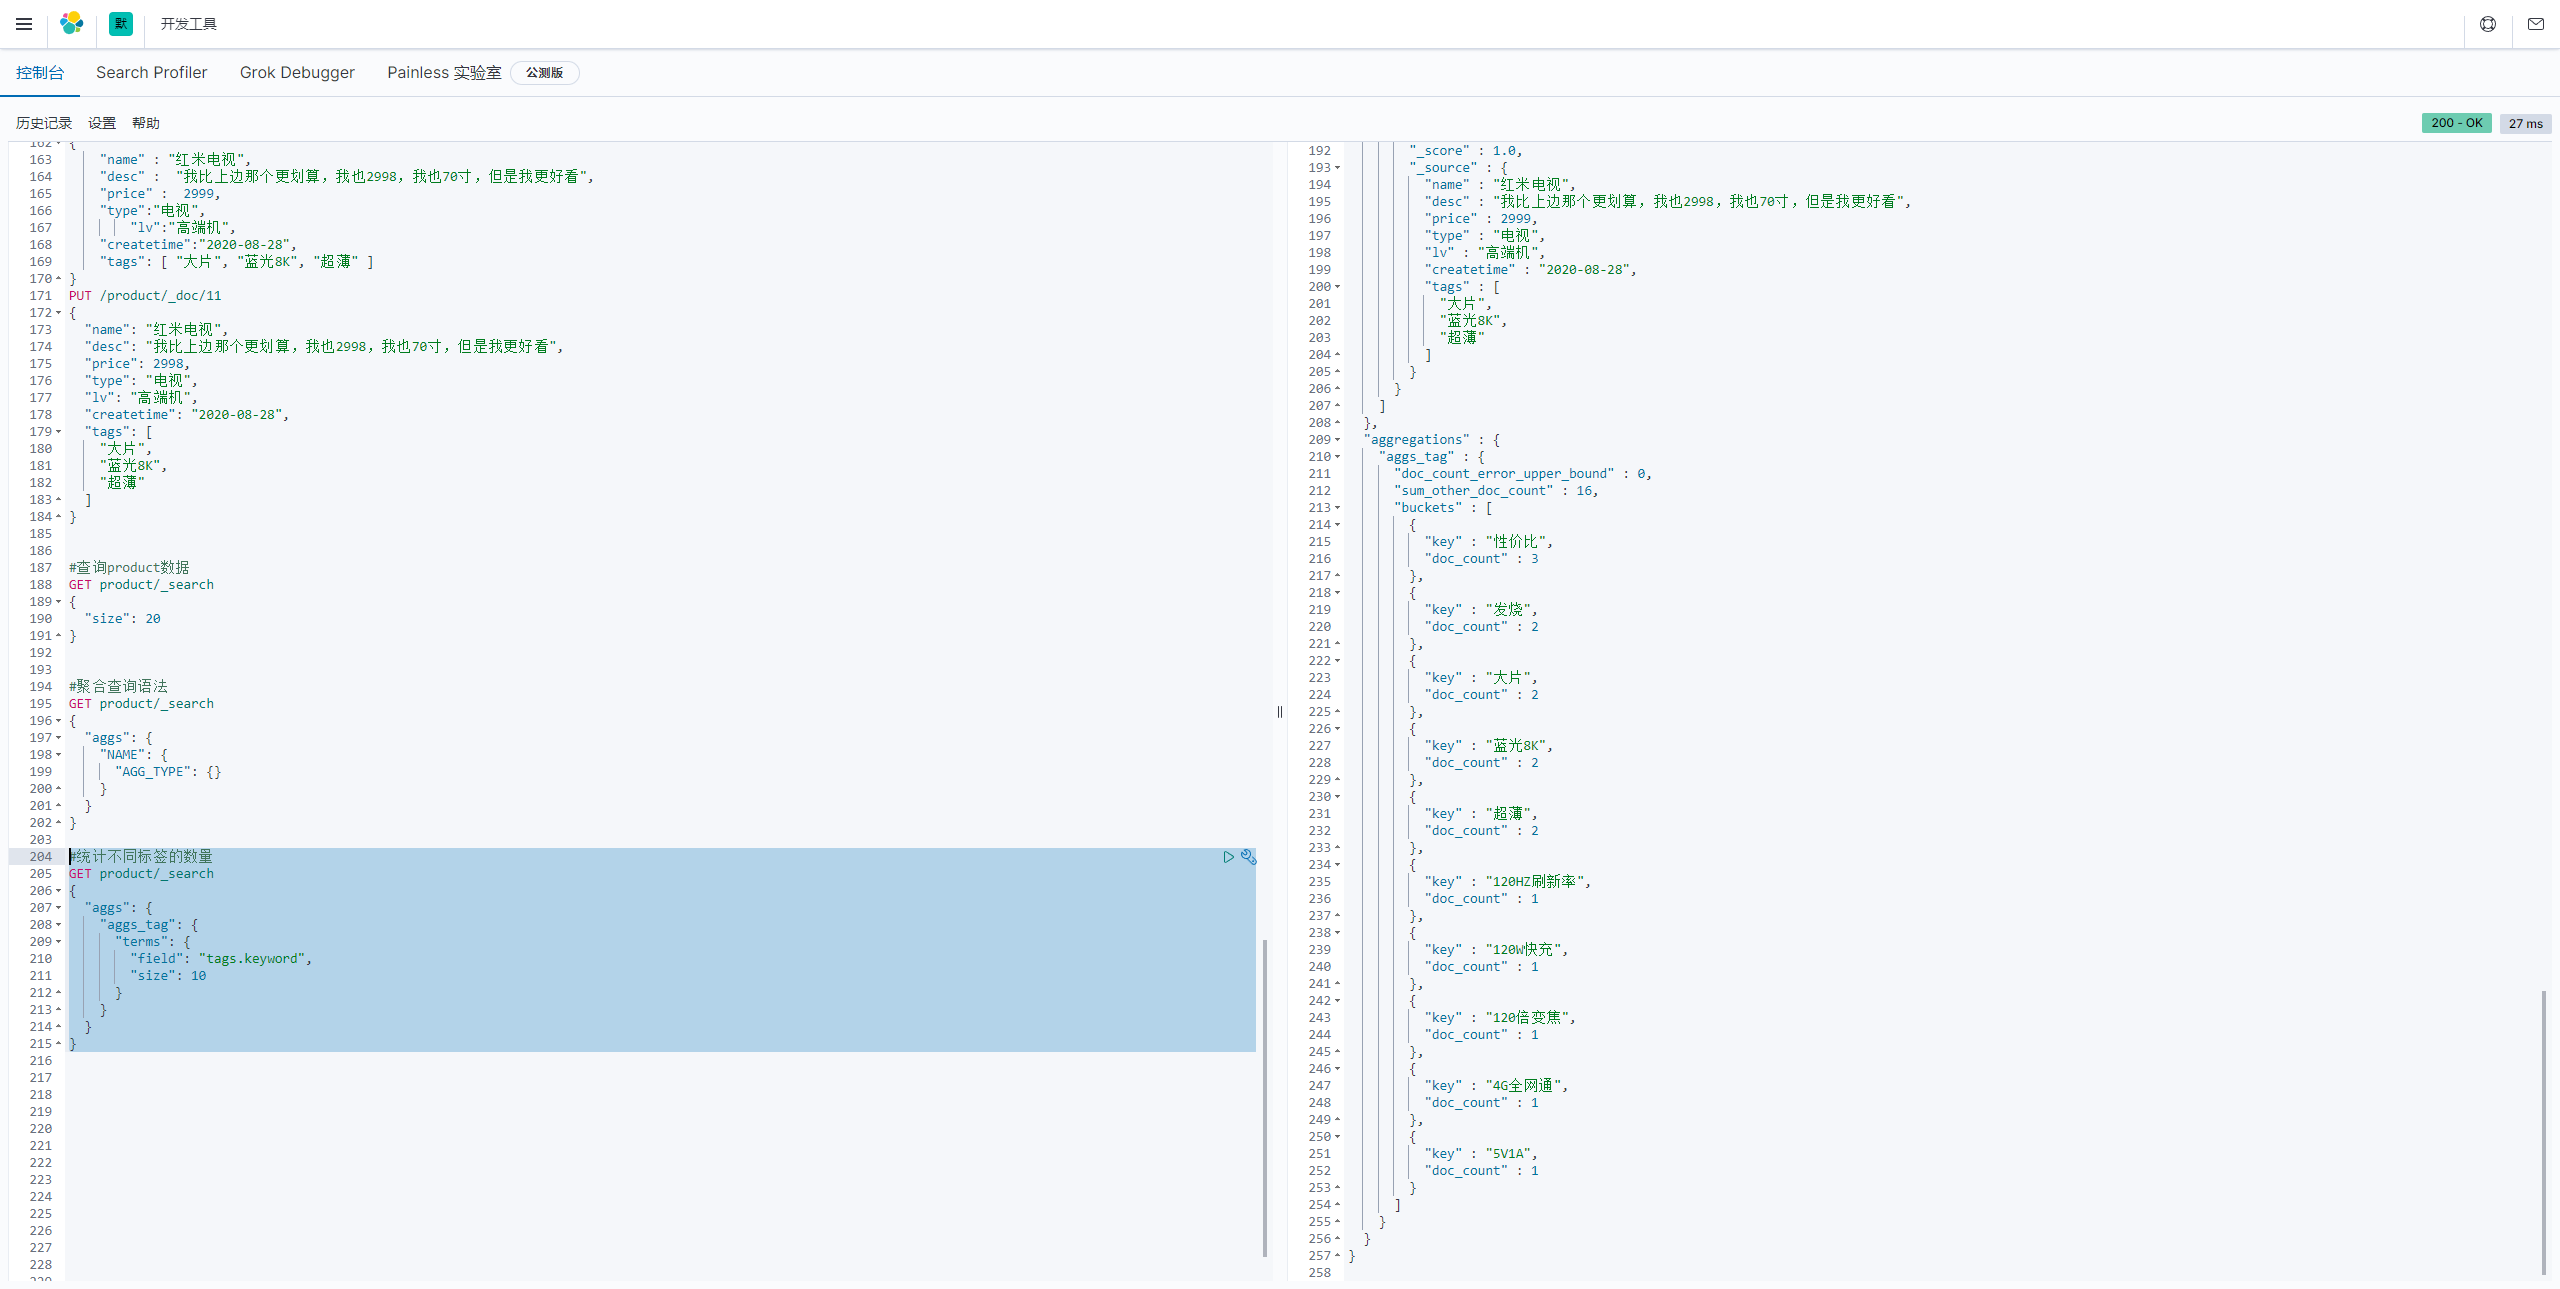 默 开发工具
控制台 Search Profiler Grok Debugger Painless 实验室 公测版
历史记录 设置 帮助 200 - OK 27 ms
162 {
163 "name" : "红米电视",
164 "desc" : "我比上边那个更划算，我也2998，我也70寸，但是我更好看",
165 "price" : 2999,
166 "type":"电视",
167 "lv":"高端机",
168 "createtime":"2020-08-28",
169 "tags": [ "大片", "蓝光8K", "超薄" ]
170 }
171 PUT /product/_doc/11
172 {
173 "name": "红米电视",
174 "desc": "我比上边那个更划算，我也2998，我也70寸，但是我更好看",
175 "price": 2998,
176 "type": "电视",
177 "lv": "高端机",
178 "createtime": "2020-08-28",
179 "tags": [
180 "大片",
181 "蓝光8K",
182 "超薄"
183 ]
184 }
185
186
187 #查询product数据
188 GET product/_search
189 {
190 "size": 20
191 }
192
193
194 #聚合查询语法
195 GET product/_search
196 {
197 "aggs": {
198 "NAME": {
199 "AGG_TYPE": {}
200 }
201 }
202 }
203
204 #统计不同标签的数量
205 GET product/_search
206 {
207 "aggs": {
208 "aggs_tag": {
209 "terms": {
210 "field": "tags.keyword",
211 "size": 10
212 }
213 }
214 }
215 }
216
217
218
219
220
221
222
223
224
225
226
227
228
229
192 "_score" : 1.0,
193 "_source" : {
194 "name" : "红米电视",
195 "desc" : "我比上边那个更划算，我也2998，我也70寸，但是我更好看",
196 "price" : 2999,
197 "type" : "电视",
198 "lv" : "高端机",
199 "createtime" : "2020-08-28",
200 "tags" : [
201 "大片",
202 "蓝光8K",
203 "超薄"
204 ]
205 }
206 }
207 ]
208 },
209 "aggregations" : {
210 "aggs_tag" : {
211 "doc_count_error_upper_bound" : 0,
212 "sum_other_doc_count" : 16,
213 "buckets" : [
214 {
215 "key" : "性价比",
216 "doc_count" : 3
217 },
218 {
219 "key" : "发烧",
220 "doc_count" : 2
221 },
222 {
223 "key" : "大片",
224 "doc_count" : 2
225 },
226 {
227 "key" : "蓝光8K",
228 "doc_count" : 2
229 },
230 {
231 "key" : "超薄",
232 "doc_count" : 2
233 },
234 {
235 "key" : "120HZ刷新率",
236 "doc_count" : 1
237 },
238 {
239 "key" : "120W快充",
240 "doc_count" : 1
241 },
242 {
243 "key" : "120倍变焦",
244 "doc_count" : 1
245 },
246 {
247 "key" : "4G全网通",
248 "doc_count" : 1
249 },
250 {
251 "key" : "5V1A",
252 "doc_count" : 1
253 }
254 ]
255 }
256 }
257 }
258